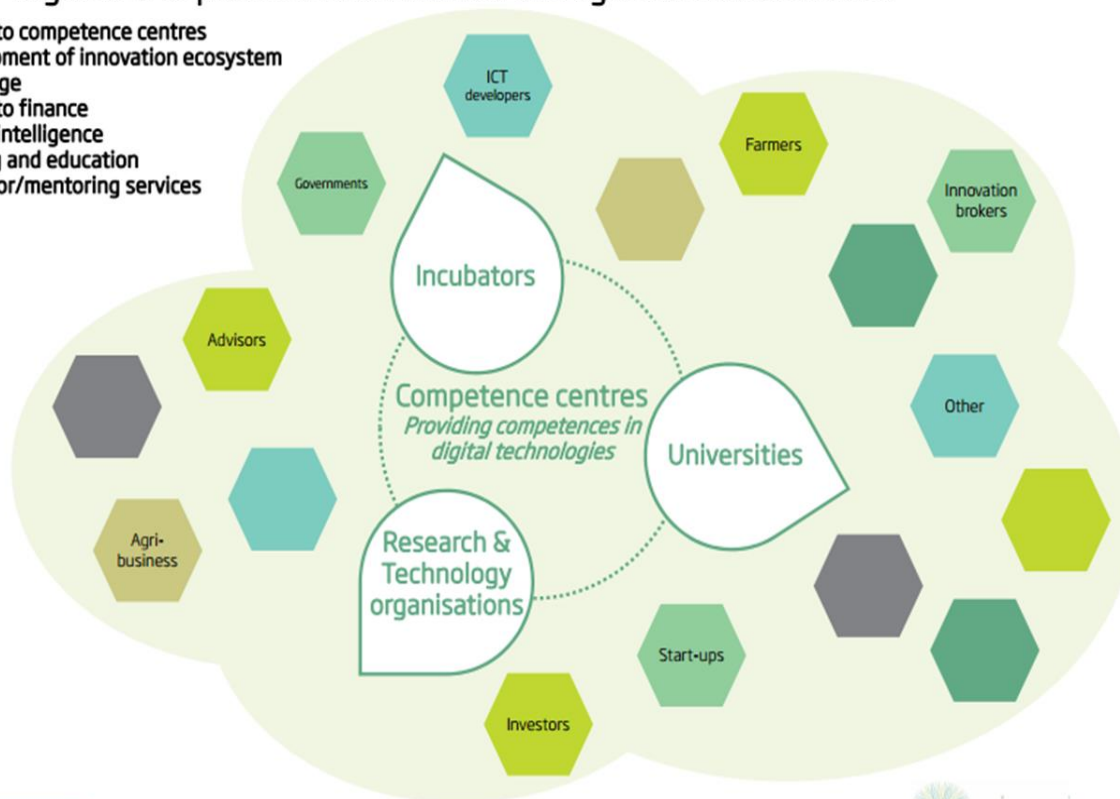 to competence centres
ment of innovation ecosystem
ge
to finance
intelligence
g and education
or/mentoring services
ICT
developers
Farmers
Governments
Innovation
brokers
Incubators
Advisors
Competence centres
Providing competences in
digital technologies
Other
Universities
Agri-
business
Research &
Technology
organisations
Start-ups
Investors